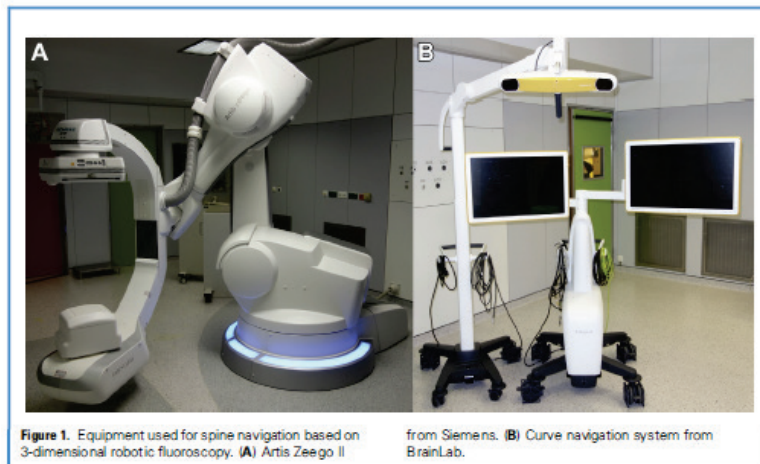 A
B
Figure 1. Equipment used for spine navigation based on
3-dimensional robotic fluoroscopy. (A) Artis Zeego II
from Siemens. (B) Curve navigation system from
BrainLab.